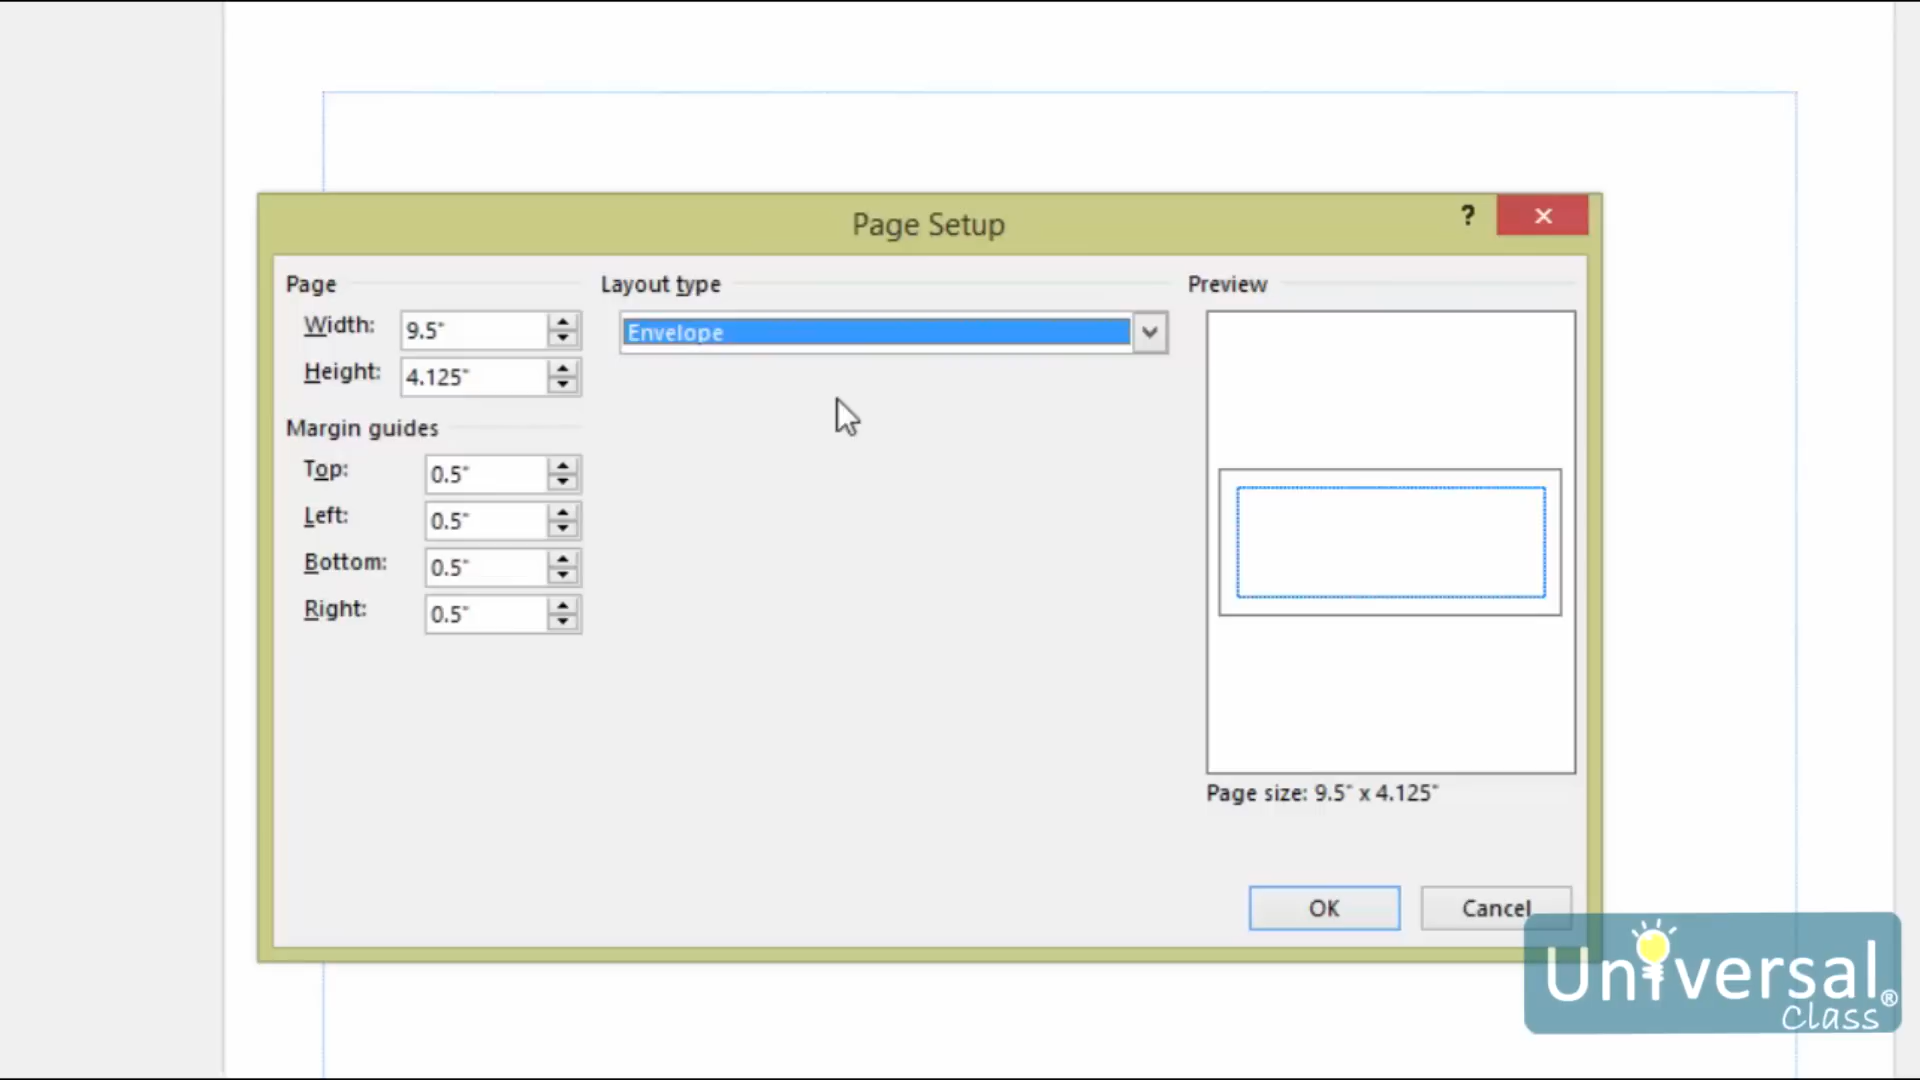 Page Setup
?
Page
Width: 9.5"
Height: 4.125"
Margin guides
Top: 0.5"
Left: 0.5"
Bottom: 0.5"
Right: 0.5"
Layout type
Envelope
Preview
Page size: 9.5" x 4.125"
OK
Cancel
Universal
Class®